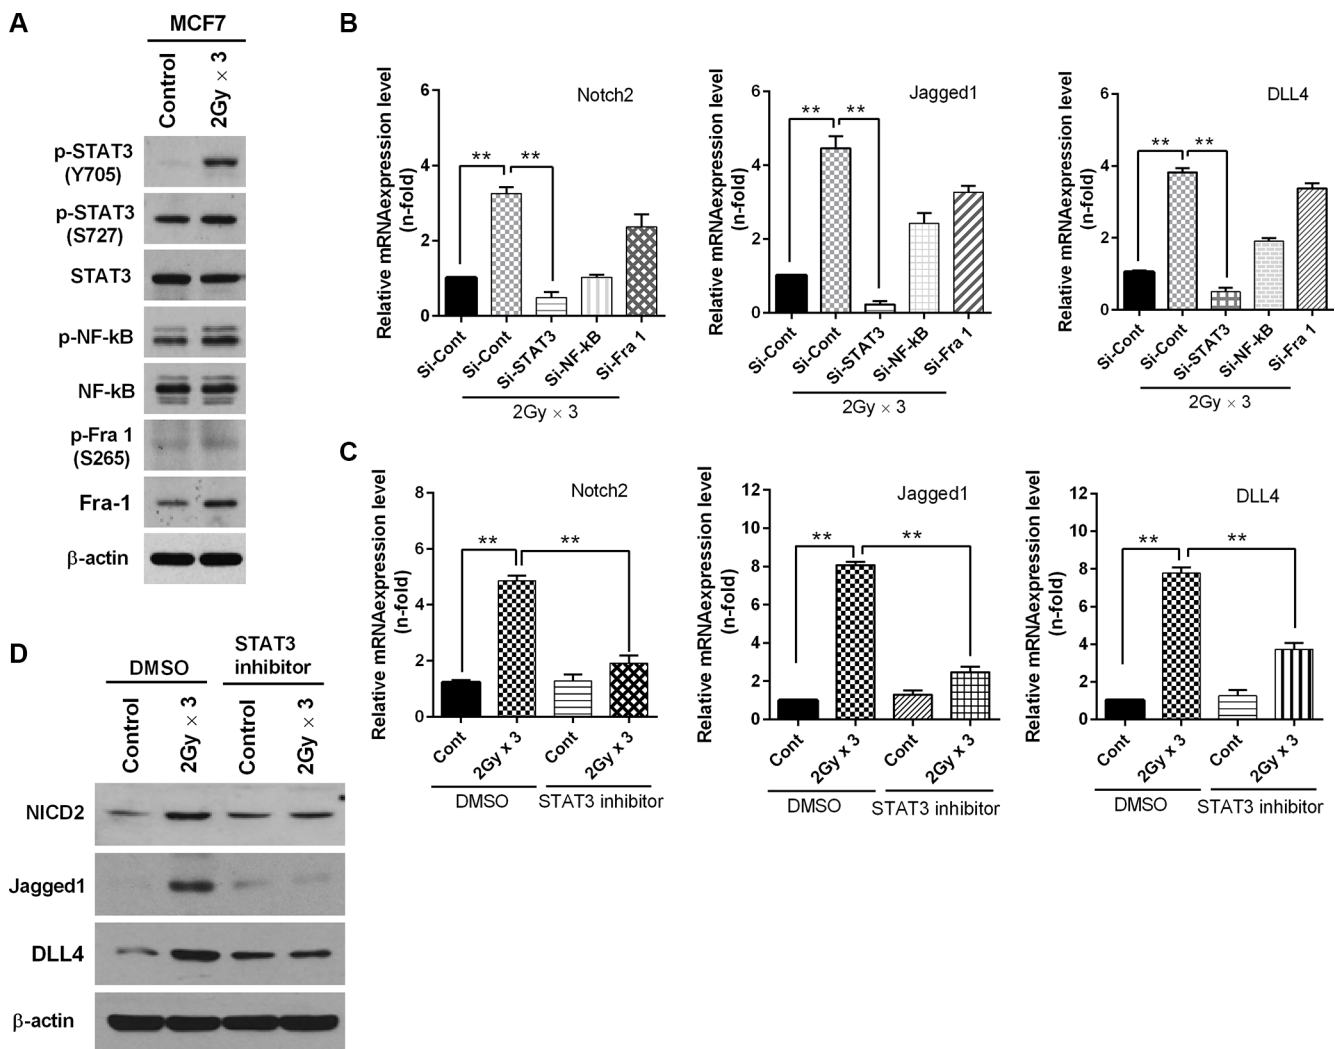 A
MCF7
Control
2Gy × 3
p-STAT3
(Y705)
p-STAT3
(S727)
STAT3
p-NF-kB
NF-kB
p-Fra 1
(S265)
Fra-1
β-actin
B
Relative mRNAexpression level
(n-fold)
6
4
2
0
Notch2
** **
Si-Cont
Si-Cont
Si-STAT3
Si-NF-kB
Si-Fra 1
2Gy × 3
Relative mRNAexpression level
(n-fold)
6
4
2
0
Jagged1
** **
Si-Cont
Si-Cont
Si-STAT3
Si-NF-kB
Si-Fra 1
2Gy × 3
Relative mRNAexpression level
(n-fold)
6
4
2
0
DLL4
** **
Si-Cont
Si-Cont
Si-STAT3
Si-NF-kB
Si-Fra 1
2Gy × 3
C
Relative mRNAexpression level
(n-fold)
8
6
4
2
0
Notch2
** **
Cont
2Gy x 3
Cont
2Gy x 3
DMSO
STAT3 inhibitor
Relative mRNAexpression level
(n-fold)
12
10
8
6
4
2
0
Jagged1
** **
Cont
2Gy x 3
Cont
2Gy x 3
DMSO
STAT3 inhibitor
Relative mRNAexpression level
(n-fold)
12
10
8
6
4
2
0
DLL4
** **
Cont
2Gy x 3
Cont
2Gy x 3
DMSO
STAT3 inhibitor
D
DMSO
STAT3
inhibitor
Control
2Gy × 3
Control
2Gy × 3
NICD2
Jagged1
DLL4
β-actin